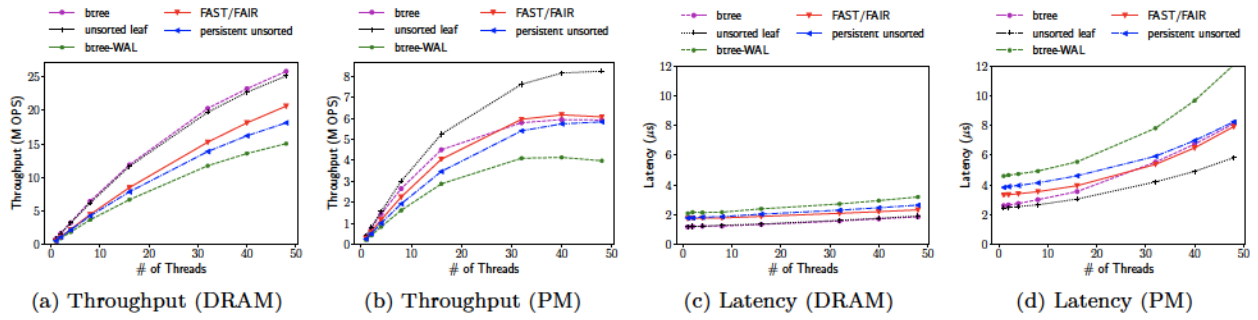 btree
FAST/FAIR
unsorted leaf
persistent unsorted
btree-WAL
Throughput (M OPS)
25
20
15
10
5
0
0 10 20 30 40 50
# of Threads
(a) Throughput (DRAM)
btree
FAST/FAIR
unsorted leaf
persistent unsorted
btree-WAL
Throughput (M OPS)
8
7
6
5
4
3
2
1
0
0 10 20 30 40 50
# of Threads
(b) Throughput (PM)
btree
FAST/FAIR
unsorted leaf
persistent unsorted
btree-WAL
Latency (μs)
12
10
8
6
4
2
0
0 10 20 30 40 50
# of Threads
(c) Latency (DRAM)
btree
FAST/FAIR
unsorted leaf
persistent unsorted
btree-WAL
Latency (μs)
12
10
8
6
4
2
0
0 10 20 30 40 50
# of Threads
(d) Latency (PM)